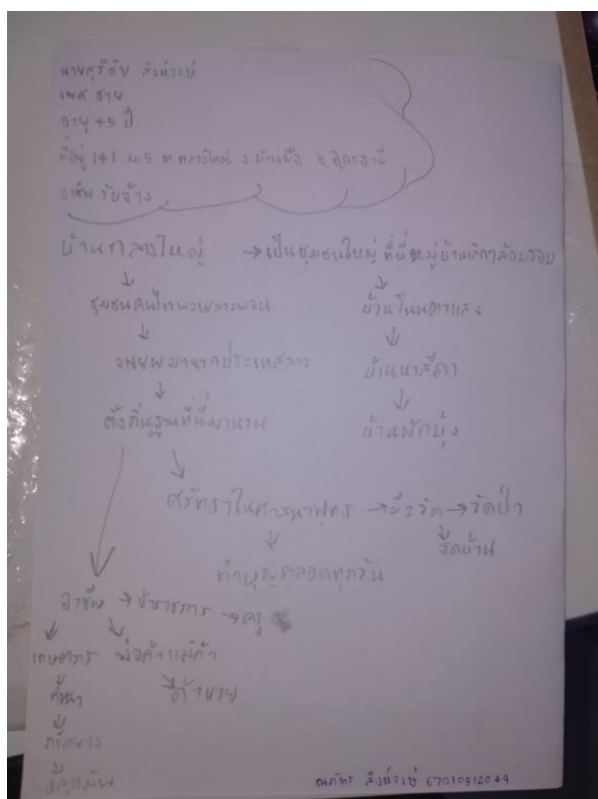 นายสุริชัย สิงห์วงษ์
เพศ ชาย
อายุ 45 ปี
ที่อยู่ 141 ม.5 ต กลางใหญ่ อ.บ้านผือ จ.อุดรธานี
อาชีพ รับจ้าง
บ้านกลางใหญ่ →เป็นชุมชนใหญ่ ที่มีหมู่บ้านเล็กๆล้อมรอบ
ชุมชนคนไทพวน
บ้านโนนตาแสง
อพยพมาจากประเทศลาว
บ้านนาสีดา
ตั้งถิ่นฐานที่นี่มานาน
บ้านผักบุ้ง
ศรัทธาในศาสนาพุทธ →มี2วัด →วัดป่า
วัดบ้าน
ทำบุญตลอดทุกวัน
อาชีพ → ข้าราชการ →ครู
เกษตรกร พ่อค้าแม่ค้า
ทำนา ค้าขาย
กรีดยาง
ปลูกมัน
ณภัทร สิงห์วงษ์ 67010512049